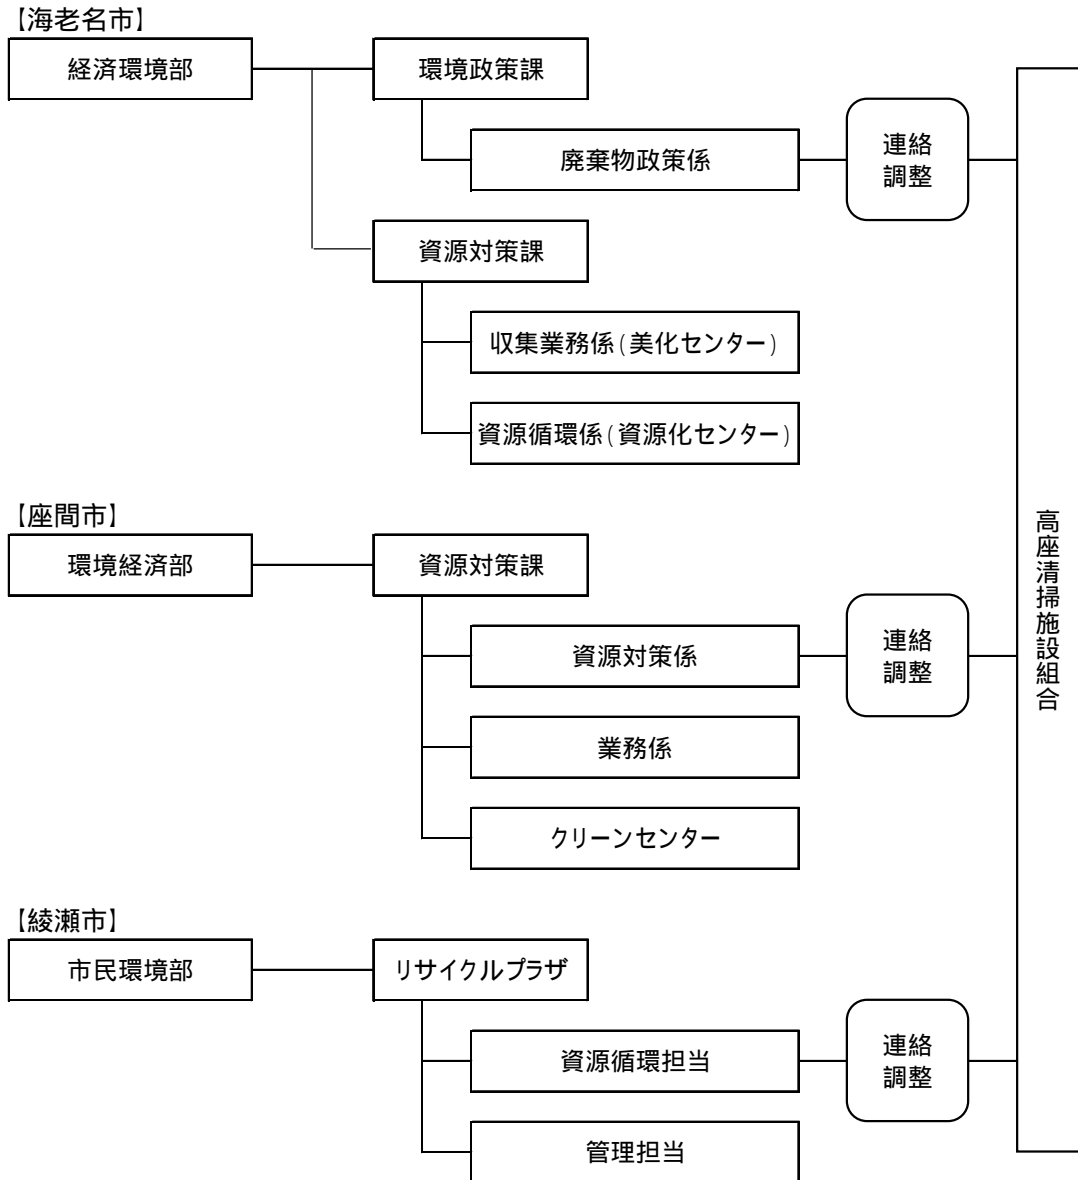 【海老名市】
経済環境部
環境政策課
廃棄物政策係
連絡
調整
資源対策課
収集業務係(美化センター)
資源循環係(資源化センター)
【座間市】
環境経済部
資源対策課
資源対策係
連絡
調整
業務係
クリーンセンター
【綾瀬市】
市民環境部
リサイクルプラザ
資源循環担当
連絡
調整
管理担当
高座清掃施設組合